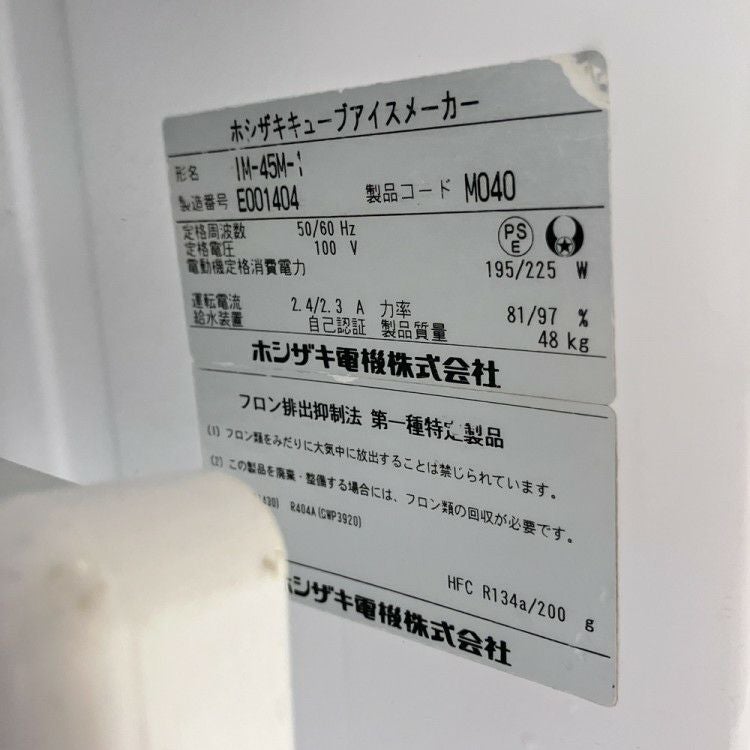 ホシザキキューブアイスメーカー
形名 IM-45M-1
製造番号 E001404 製品コード M040
定格周波数 50/60 Hz
定格電圧 100 V
PS E
電動機定格消費電力 195/225 W
運転電流 2.4/2.3 A 力率 81/97 %
給水装置 自己認証 製品質量 48 kg
ホシザキ電機株式会社
フロン排出抑制法 第一種特定製品
(1) フロン類をみだりに大気中に放出することは禁じられています。
(2) この製品を廃棄・整備する場合には、フロン類の回収が必要です。
430) R404A(GWP3920)
HFC R134a/200 g
ホシザキ電機株式会社